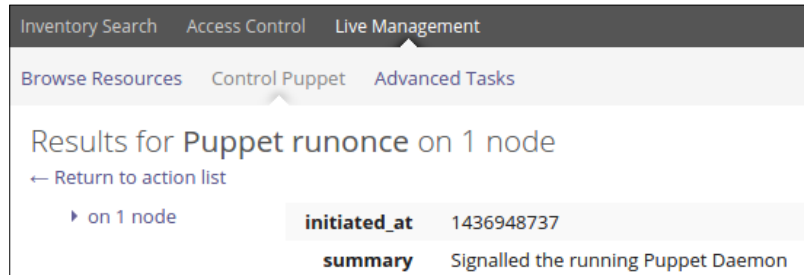 Inventory Search Access Control Live Management
Browse Resources Control Puppet Advanced Tasks
Results for Puppet runonce on 1 node
← Return to action list
on 1 node
initiated_at 1436948737
summary Signalled the running Puppet Daemon